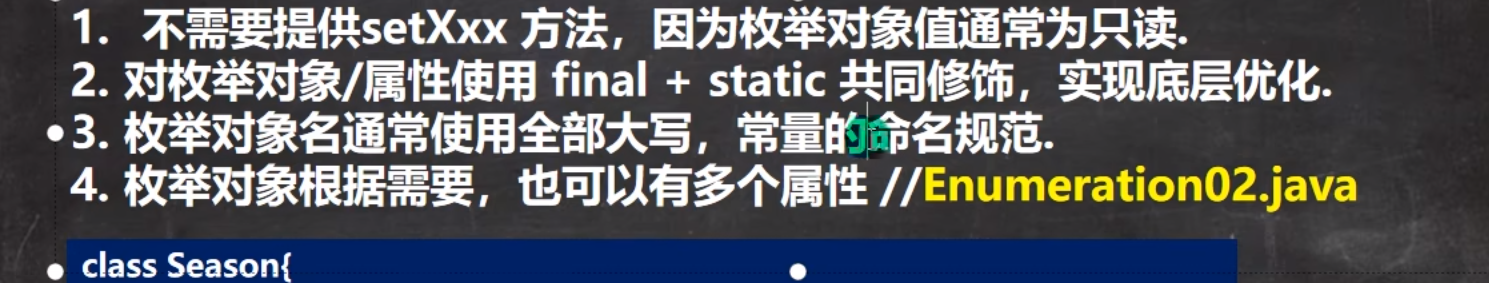 1. 不需要提供setXxx 方法，因为枚举对象值通常为只读.
2. 对枚举对象/属性使用 final + static 共同修饰，实现底层优化.
3. 枚举对象名通常使用全部大写，常量的命名规范.
4. 枚举对象根据需要，也可以有多个属性 //Enumeration02.java
class Season{